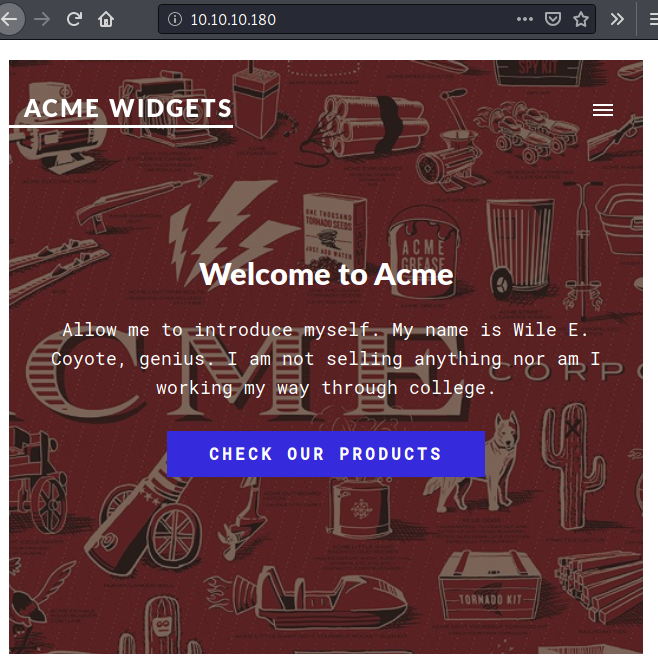 10.10.10.180
SPY KIT
ACME WIDGETS
ONE THOUSAND
TORNADO SEEDS
JUST ADD WATER
ACME
GREASE
Welcome to Acme
Allow me to introduce myself. My name is Wile E.
Coyote, genius. I am not selling anything nor am I
working my way through college.
CME CORPO
CHECK OUR PRODUCTS
TORNADO KIT